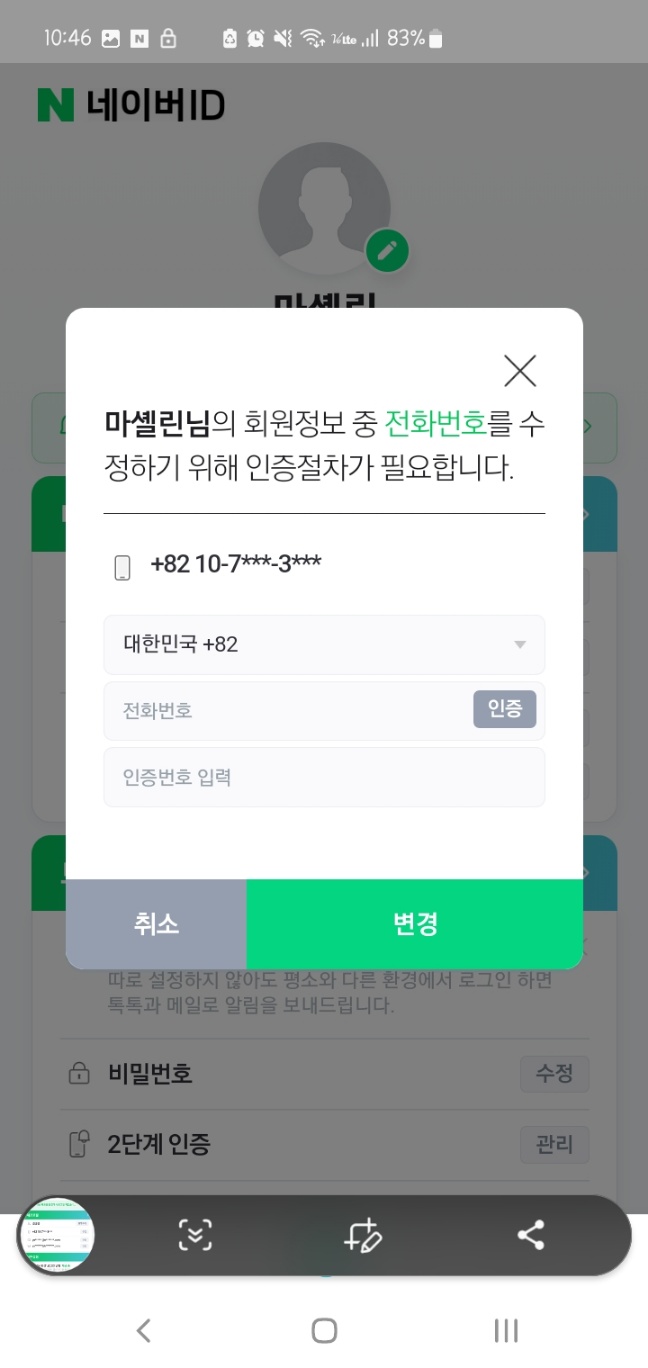 10:46 N Vo LTE 83%
N 네이버ID
마셸린
마셸린님의 회원정보 중 전화번호를 수
정하기 위해 인증절차가 필요합니다.
+82 10-7***-3***
대한민국 +82
전화번호 인증
인증번호 입력
취소 변경
따로 설정하지 않아도 평소와 다른 환경에서 로그인 하면
톡톡과 메일로 알림을 보내드립니다.
비밀번호 수정
2단계 인증 관리